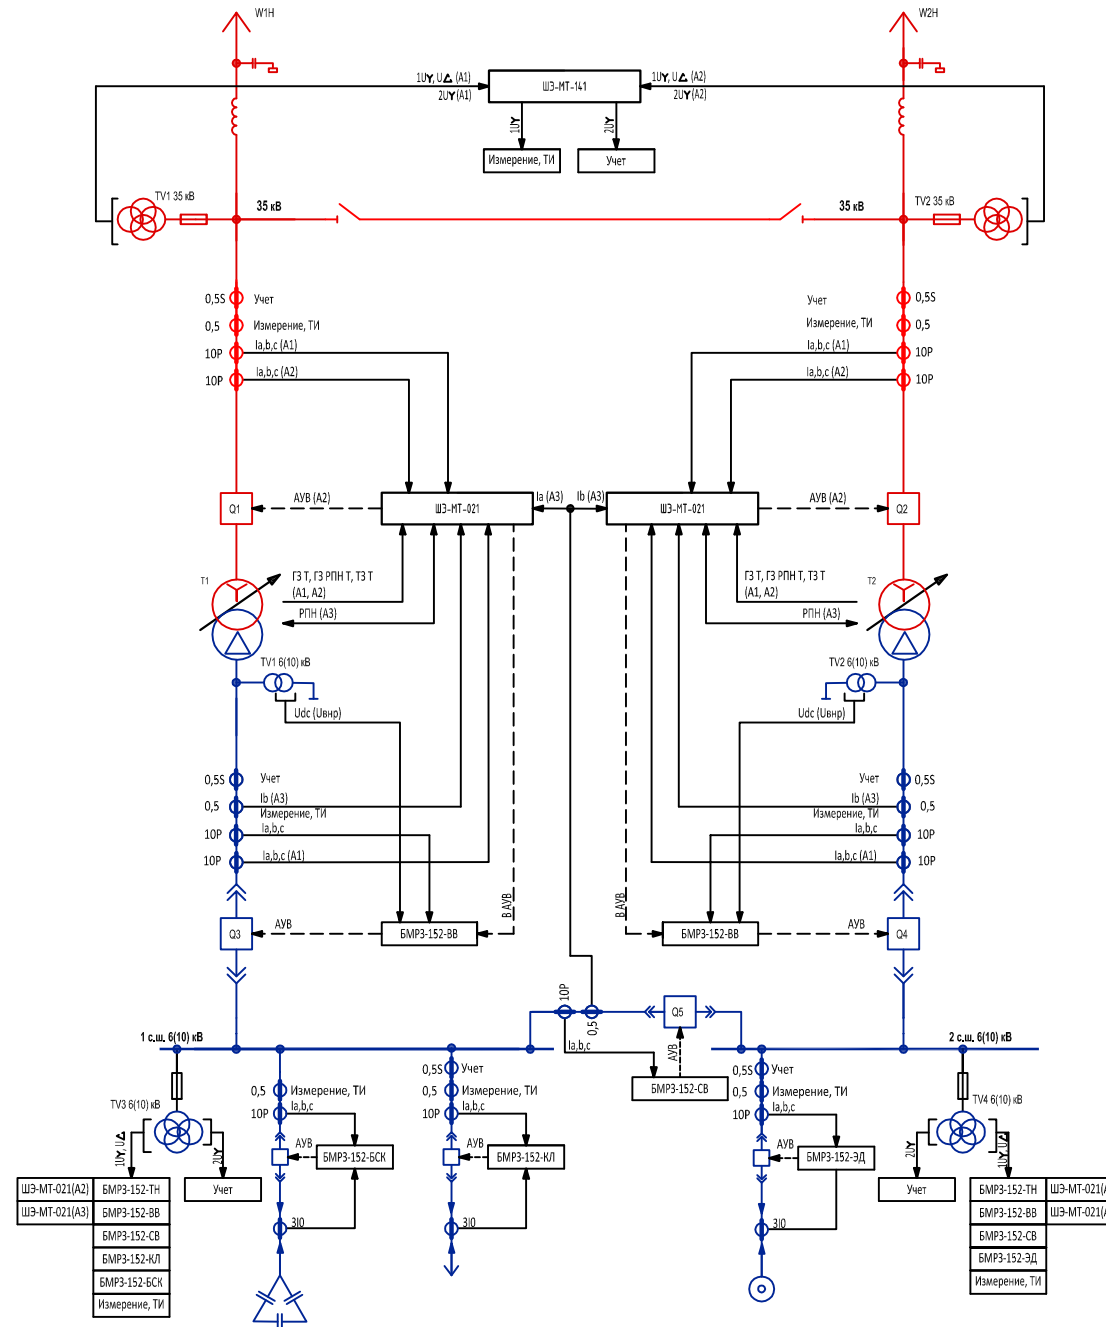 W1H
W2H
1UY, U△ (A1)
2UY (A1)
ШЭ-МТ-141
1UY, U△ (A2)
2UY (A2)
1UY
2UY
Измерение, ТИ
Учет
TV1 35 кВ
35 кВ
35 кВ
TV2 35 кВ
0,5S
Учет
Учет
0,5S
0,5
Измерение, ТИ
Измерение, ТИ
0,5
10P
Ia,b,c (A1)
Ia,b,c (A1)
10P
10P
Ia,b,c (A2)
Ia,b,c (A2)
10P
Q1
АУВ (A2)
ШЭ-МТ-021
Ia (A3)
Ib (A3)
ШЭ-МТ-021
АУВ (A2)
Q2
T1
ГЗ Т, ГЗ РПН Т, ТЗ Т
(A1, A2)
РПН (A3)
ГЗ Т, ГЗ РПН Т, ТЗ Т
(A1, A2)
РПН (A3)
T2
TV1 6(10) кВ
TV2 6(10) кВ
Udc (Uвнр)
Udc (Uвнр)
0,5S
Учет
Учет
0,5S
0,5
Ib (A3)
Измерение, ТИ
Ib (A3)
Измерение, ТИ
0,5
10P
Ia,b,c
Ia,b,c
10P
10P
Ia,b,c (A1)
Ia,b,c (A1)
10P
В АУВ
В АУВ
Q3
АУВ
БМРЗ-152-ВВ
БМРЗ-152-ВВ
АУВ
Q4
10P
0,5
Q5
1 с.ш. 6(10) кВ
2 с.ш. 6(10) кВ
Ia,b,c
АУВ
БМРЗ-152-СВ
TV3 6(10) кВ
0,5
Измерение, ТИ
10P
Ia,b,c
АУВ
БМРЗ-152-БСК
3I0
0,5S
Учет
0,5
Измерение, ТИ
10P
Ia,b,c
АУВ
БМРЗ-152-КЛ
3I0
0,5S
Учет
0,5
Измерение, ТИ
10P
Ia,b,c
АУВ
БМРЗ-152-ЭД
3I0
TV4 6(10) кВ
1UY, U△
2UY
Учет
ШЭ-МТ-021(A2)
БМРЗ-152-ТН
ШЭ-МТ-021(A3)
БМРЗ-152-ВВ
БМРЗ-152-СВ
БМРЗ-152-КЛ
БМРЗ-152-БСК
Измерение, ТИ
2UY
1UY, U△
Учет
БМРЗ-152-ТН
ШЭ-МТ-021(A
БМРЗ-152-ВВ
ШЭ-МТ-021(A
БМРЗ-152-СВ
БМРЗ-152-ЭД
Измерение, ТИ